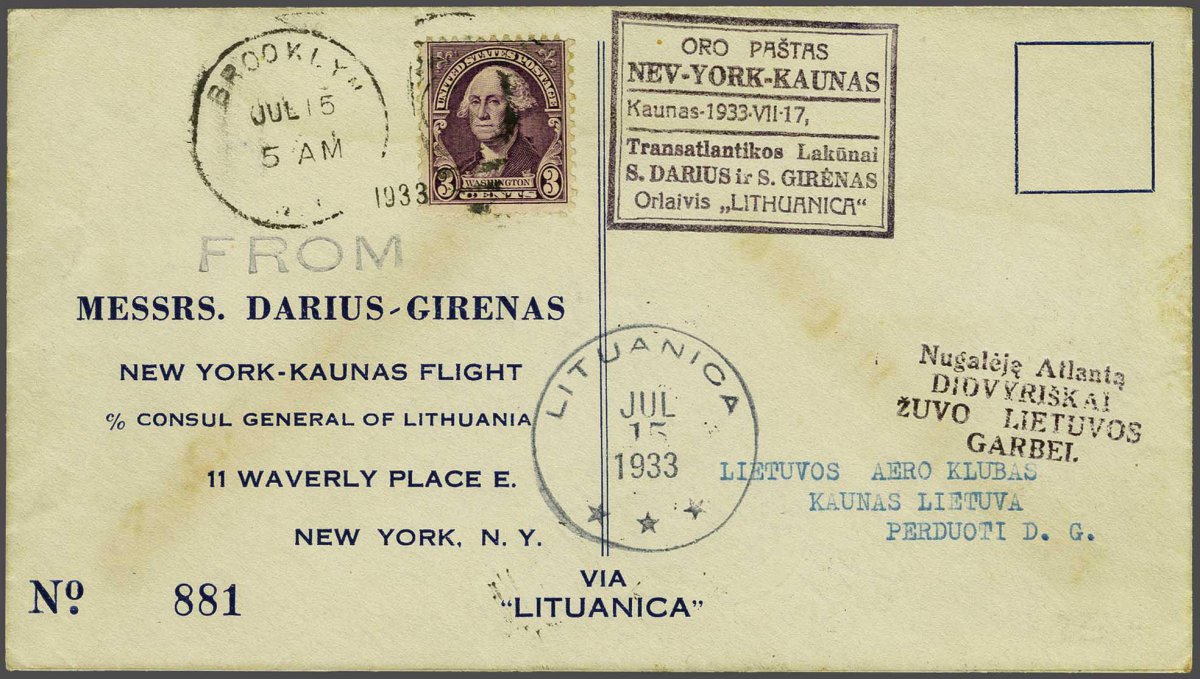 BROOKLYN
JUL 15
5 AM
1933
UNITED STATES POSTAGE
WASHINGTON
3 CENTS 3
ORO PAŠTAS
NEV-YORK-KAUNAS
Kaunas-1933-VII-17,
Transatlantikos Lakūnai
S. DARIUS ir S. GIRĖNAS
Orlaivis „LITHUANICA“
FROM
MESSRS. DARIUS-GIRENAS
NEW YORK-KAUNAS FLIGHT
c/o CONSUL GENERAL OF LITHUANIA
11 WAVERLY PLACE E.
NEW YORK, N. Y.
No 881
VIA
“LITUANICA”
LITUANICA
JUL
15
1933
Nugalėję Atlantą
DIDVYRIŠKAI
ŽUVO LIETUVOS
GARBEI.
LIETUVOS AERO KLUBAS
KAUNAS LIETUVA
PERDUOTI D. G.